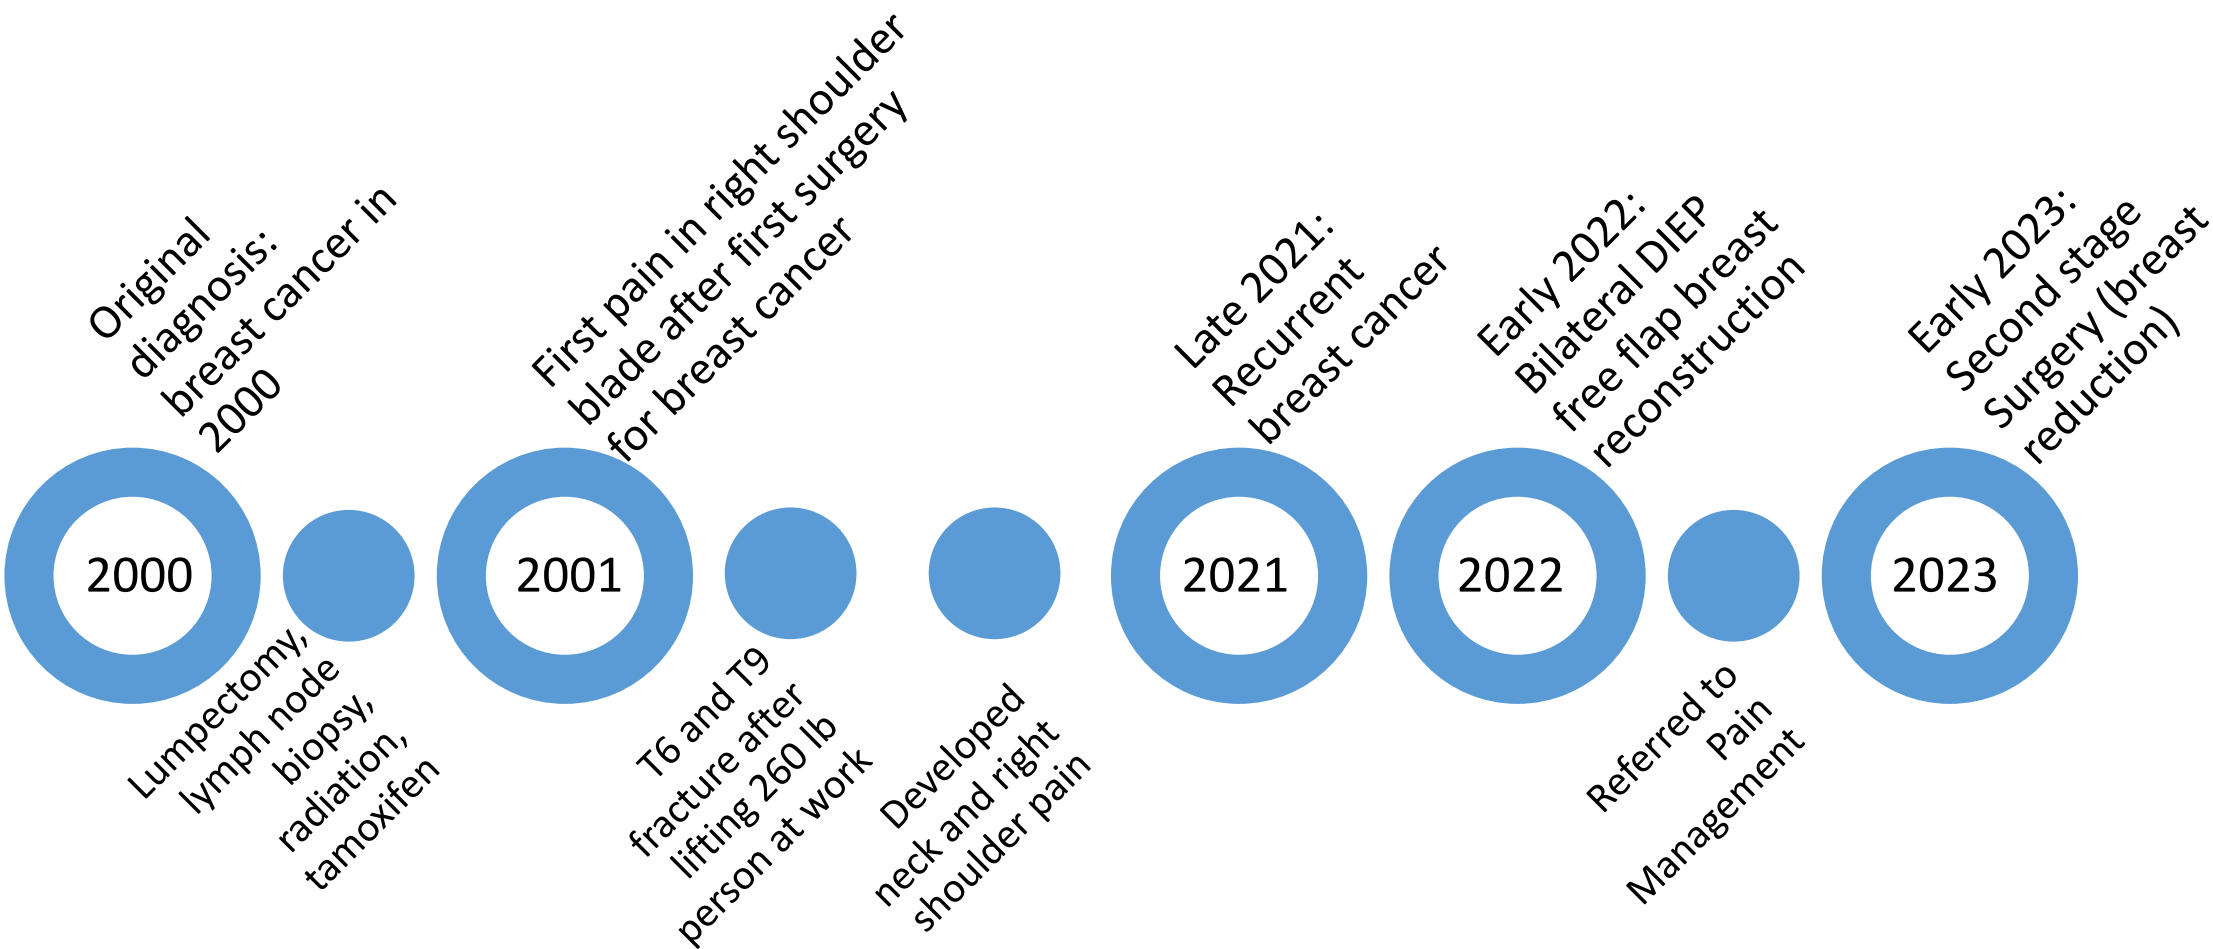 Original
diagnosis:
breast cancer in
2000
2000
Lumpectomy,
lymph node
biopsy,
radiation,
tamoxifen
First pain in right shoulder
blade after first surgery
for breast cancer
2001
T6 and T9
fracture after
lifting 260 lb
person at work
Developed
neck and right
shoulder pain
Late 2021:
Recurrent
breast cancer
2021
Early 2022:
Bilateral DIEP
free flap breast
reconstruction
2022
Referred to
Pain
Management
Early 2023:
Second stage
Surgery (breast
reduction)
2023